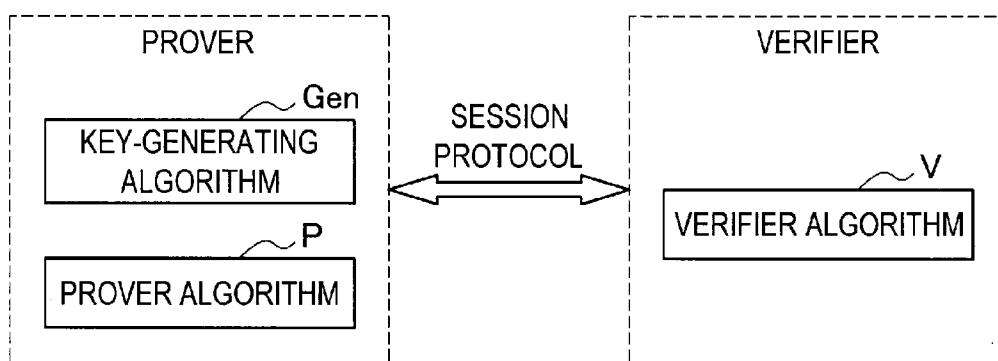 PROVER
Gen
KEY-GENERATING
ALGORITHM
P
PROVER ALGORITHM
SESSION
PROTOCOL
VERIFIER
V
VERIFIER ALGORITHM